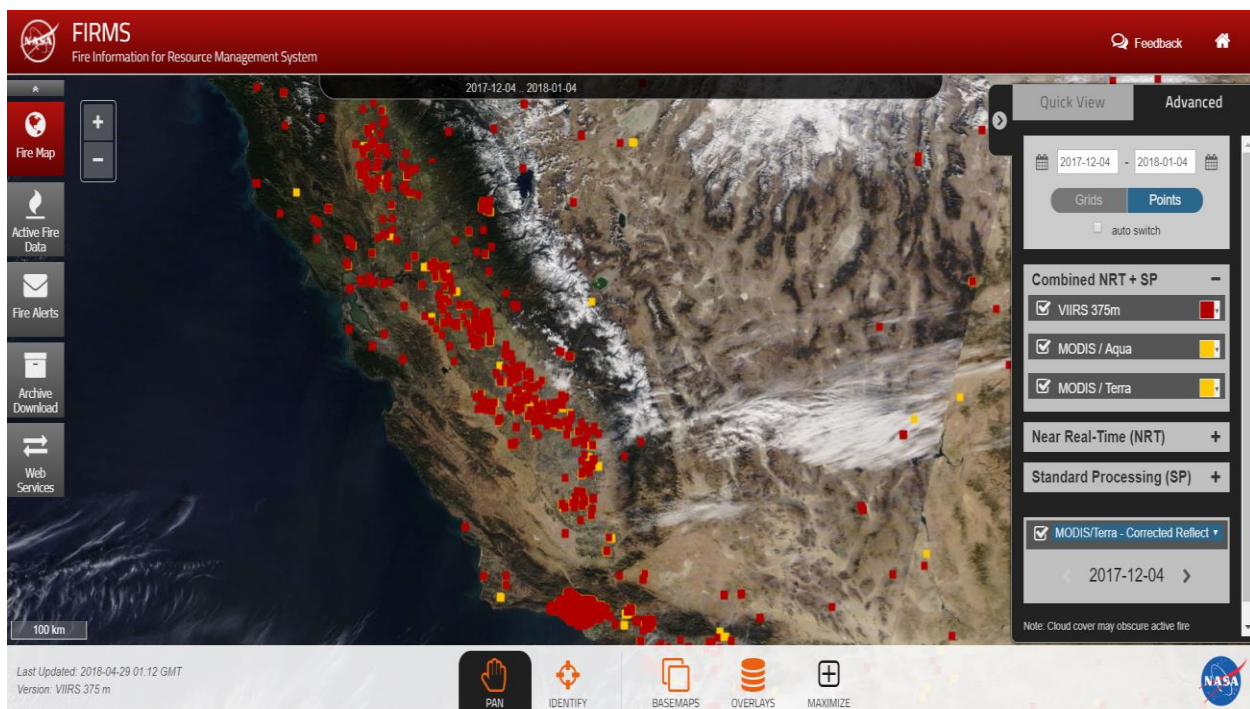 NASA
FIRMS
Fire Information for Resource Management System
Feedback
2017-12-04 .. 2018-01-04
Fire Map
Active Fire
Data
Fire Alerts
Archive
Download
Web
Services
+
-
100 km
Quick View
Advanced
2017-12-04 - 2018-01-04
Grids
Points
auto switch
Combined NRT + SP −
VIIRS 375m
MODIS / Aqua
MODIS / Terra
Near Real-Time (NRT) +
Standard Processing (SP) +
MODIS/Terra - Corrected Reflect
2017-12-04
Note: Cloud cover may obscure active fire
Last Updated: 2018-04-29 01:12 GMT
Version: VIIRS 375 m
PAN
IDENTIFY
BASEMAPS
OVERLAYS
MAXIMIZE
NASA